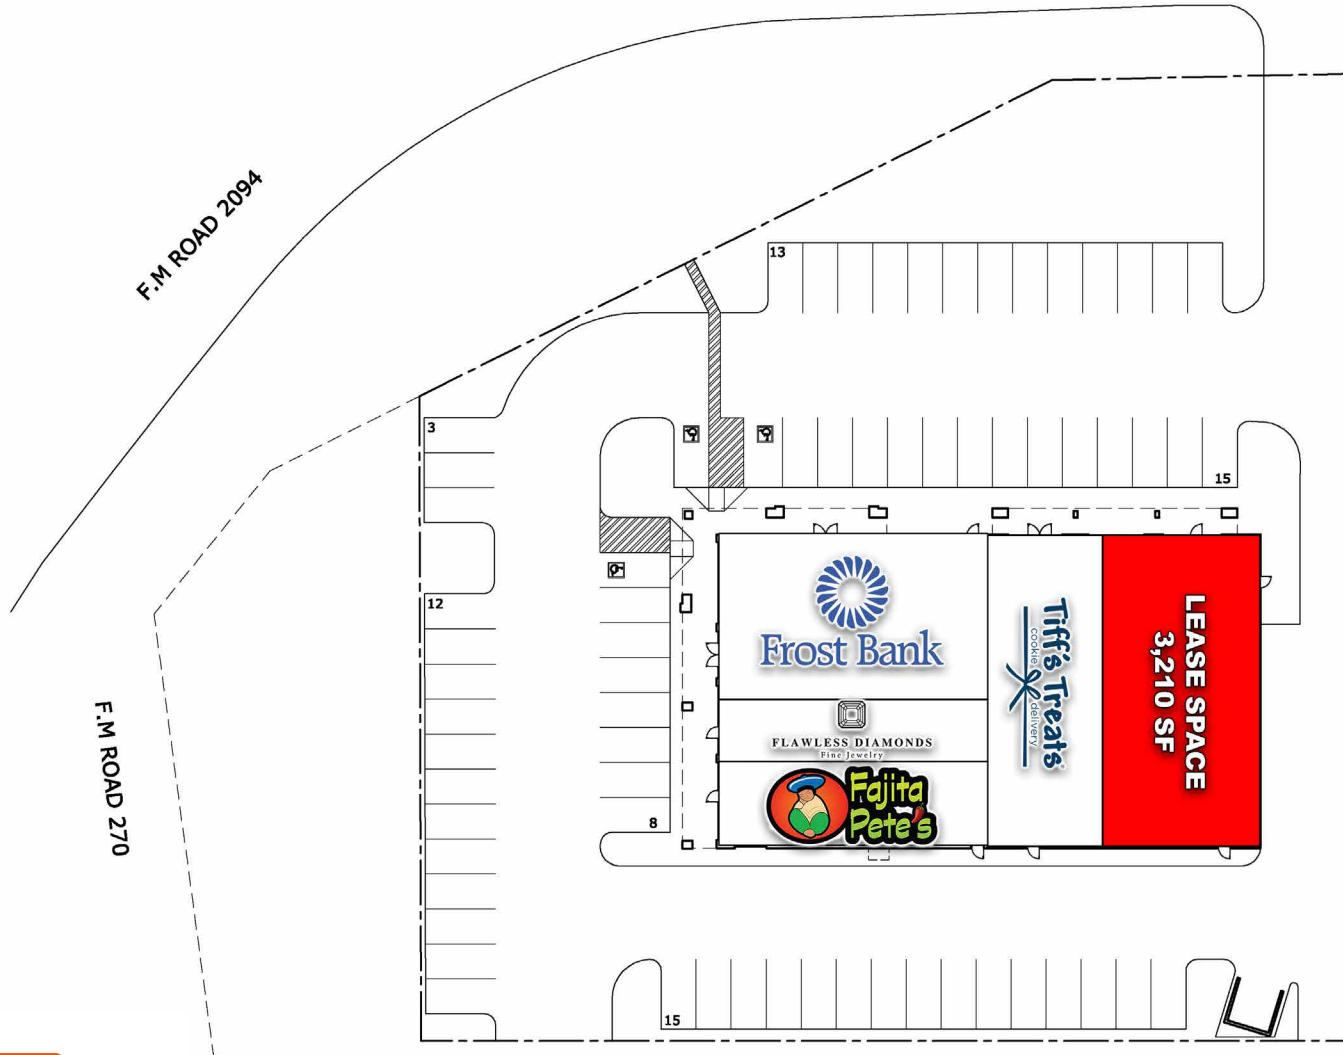 F.M ROAD 2094
13
3
15
12
Frost Bank
FLAWLESS DIAMONDS
Fine Jewelry
Fajita
Pete's
Tiff's Treats
cookie delivery
LEASE SPACE
3,210 SF
F.M ROAD 270
8
15